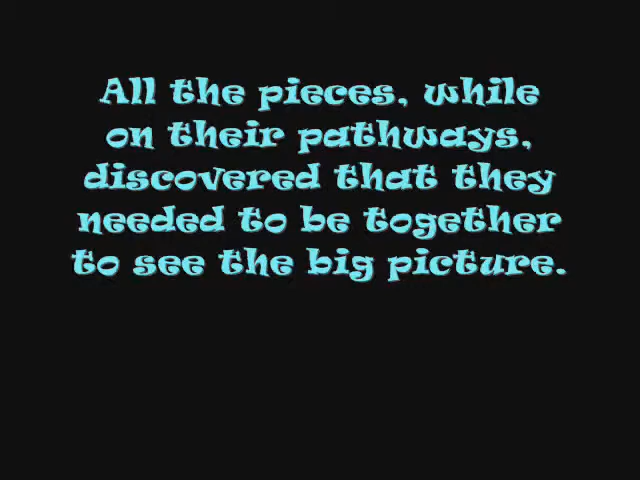 All the pieces, while
on their pathways,
discovered that they
needed to be together
to see the big picture.